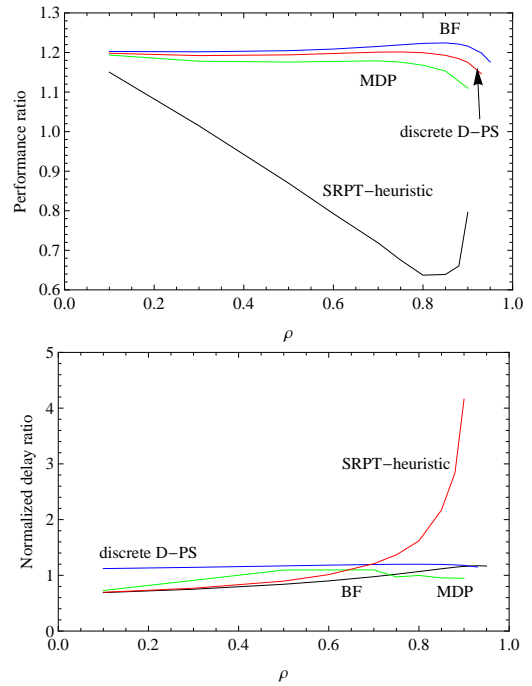 1.3
BF
1.2
1.1
MDP
1.0
discrete D−PS
0.9
SRPT−heuristic
0.8
0.7
0.6
0.0 0.2 0.4 0.6 0.8 1.0
Performance ratio
ρ
5
4
3
SRPT−heuristic
2
discrete D−PS
1
BF MDP
0
0.0 0.2 0.4 0.6 0.8 1.0
Normalized delay ratio
ρ